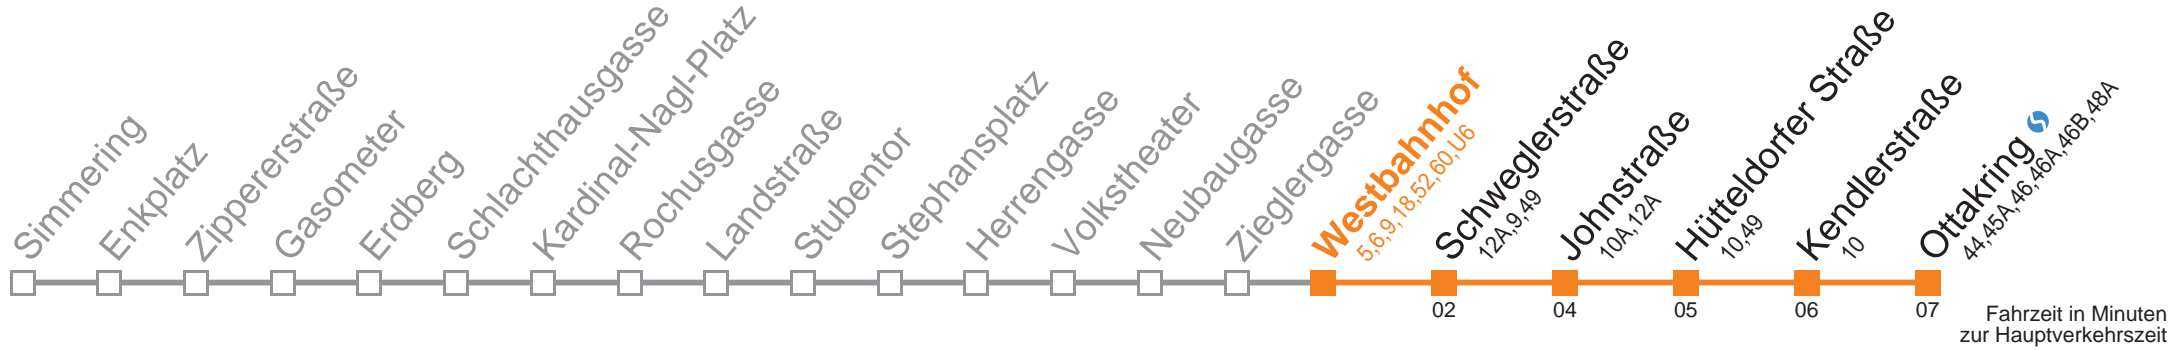 Simmering
Enkplatz
Zippererstraße
Gasometer
Erdberg
Schlachthausgasse
Kardinal-Nagl-Platz
Rochusgasse
Landstraße
Stubentor
Stephansplatz
Herrengasse
Volkstheater
Neubaugasse
Zieglergasse
Westbahnhof
5,6,9,18,52,60,U6
Schweglerstraße
12A,9,49
Johnstraße
10A,12A
Hütteldorfer Straße
10,49
Kendlerstraße
10
Ottakring
44,45A,46,46A,46B,48A
02
04
05
06
07
Fahrzeit in Minuten
zur Hauptverkehrszeit